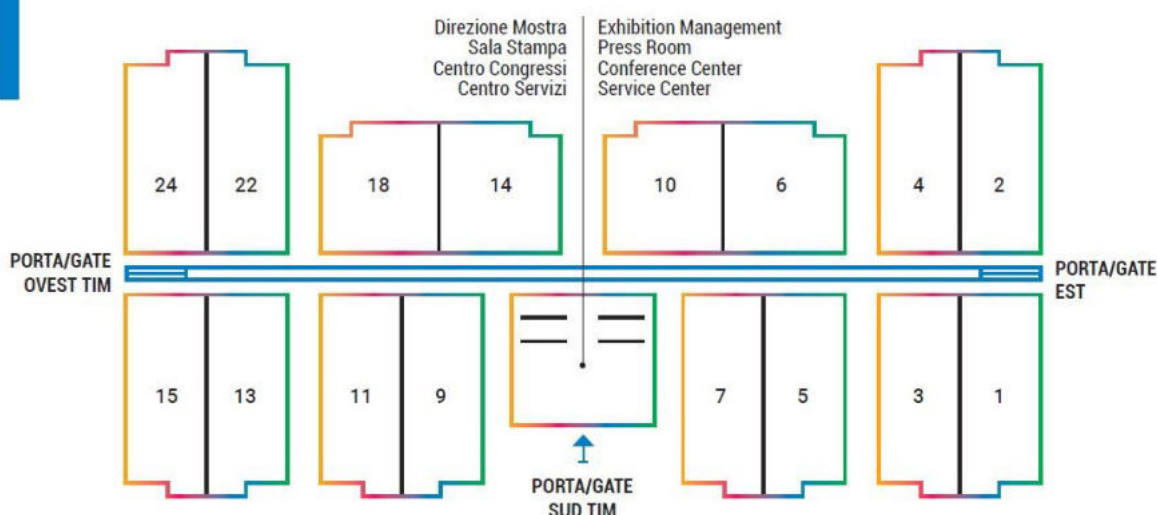 Direzione Mostra
Sala Stampa
Centro Congressi
Centro Servizi
Exhibition Management
Press Room
Conference Center
Service Center
24 22 18 14 10 6 4 2
PORTA/GATE
OVEST TIM
PORTA/GATE
EST
15 13 11 9 7 5 3 1
PORTA/GATE
SUD TIM